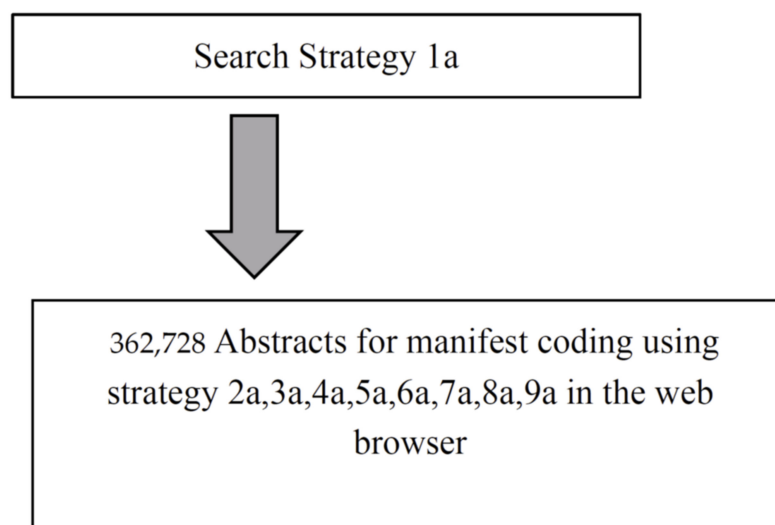 Search Strategy 1a
362,728 Abstracts for manifest coding using
strategy 2a,3a,4a,5a,6a,7a,8a,9a in the web
browser